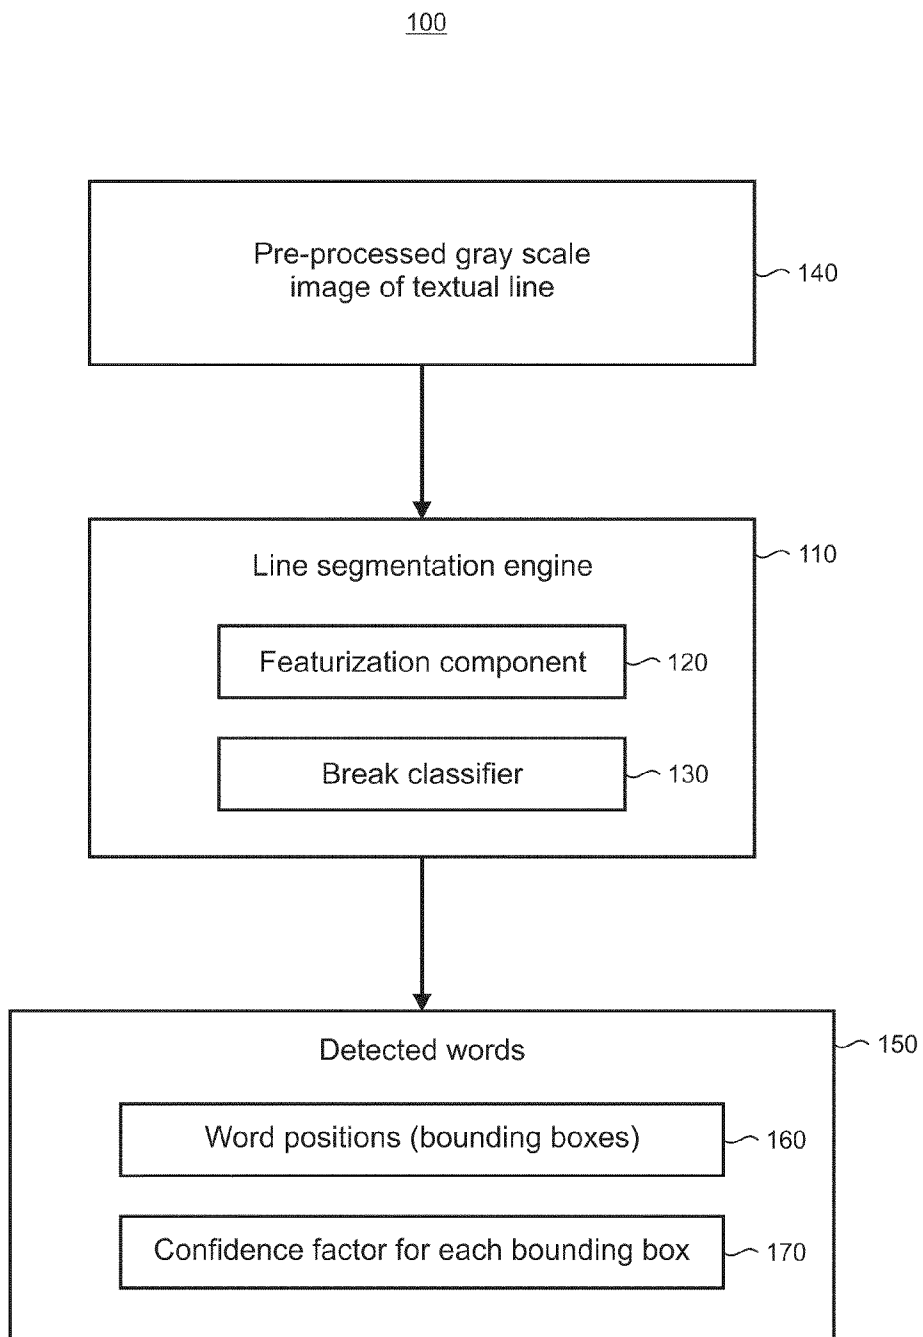 100
Pre-processed gray scale
image of textual line
140
Line segmentation engine
110
Featurization component
120
Break classifier
130
Detected words
150
Word positions (bounding boxes)
160
Confidence factor for each bounding box
170